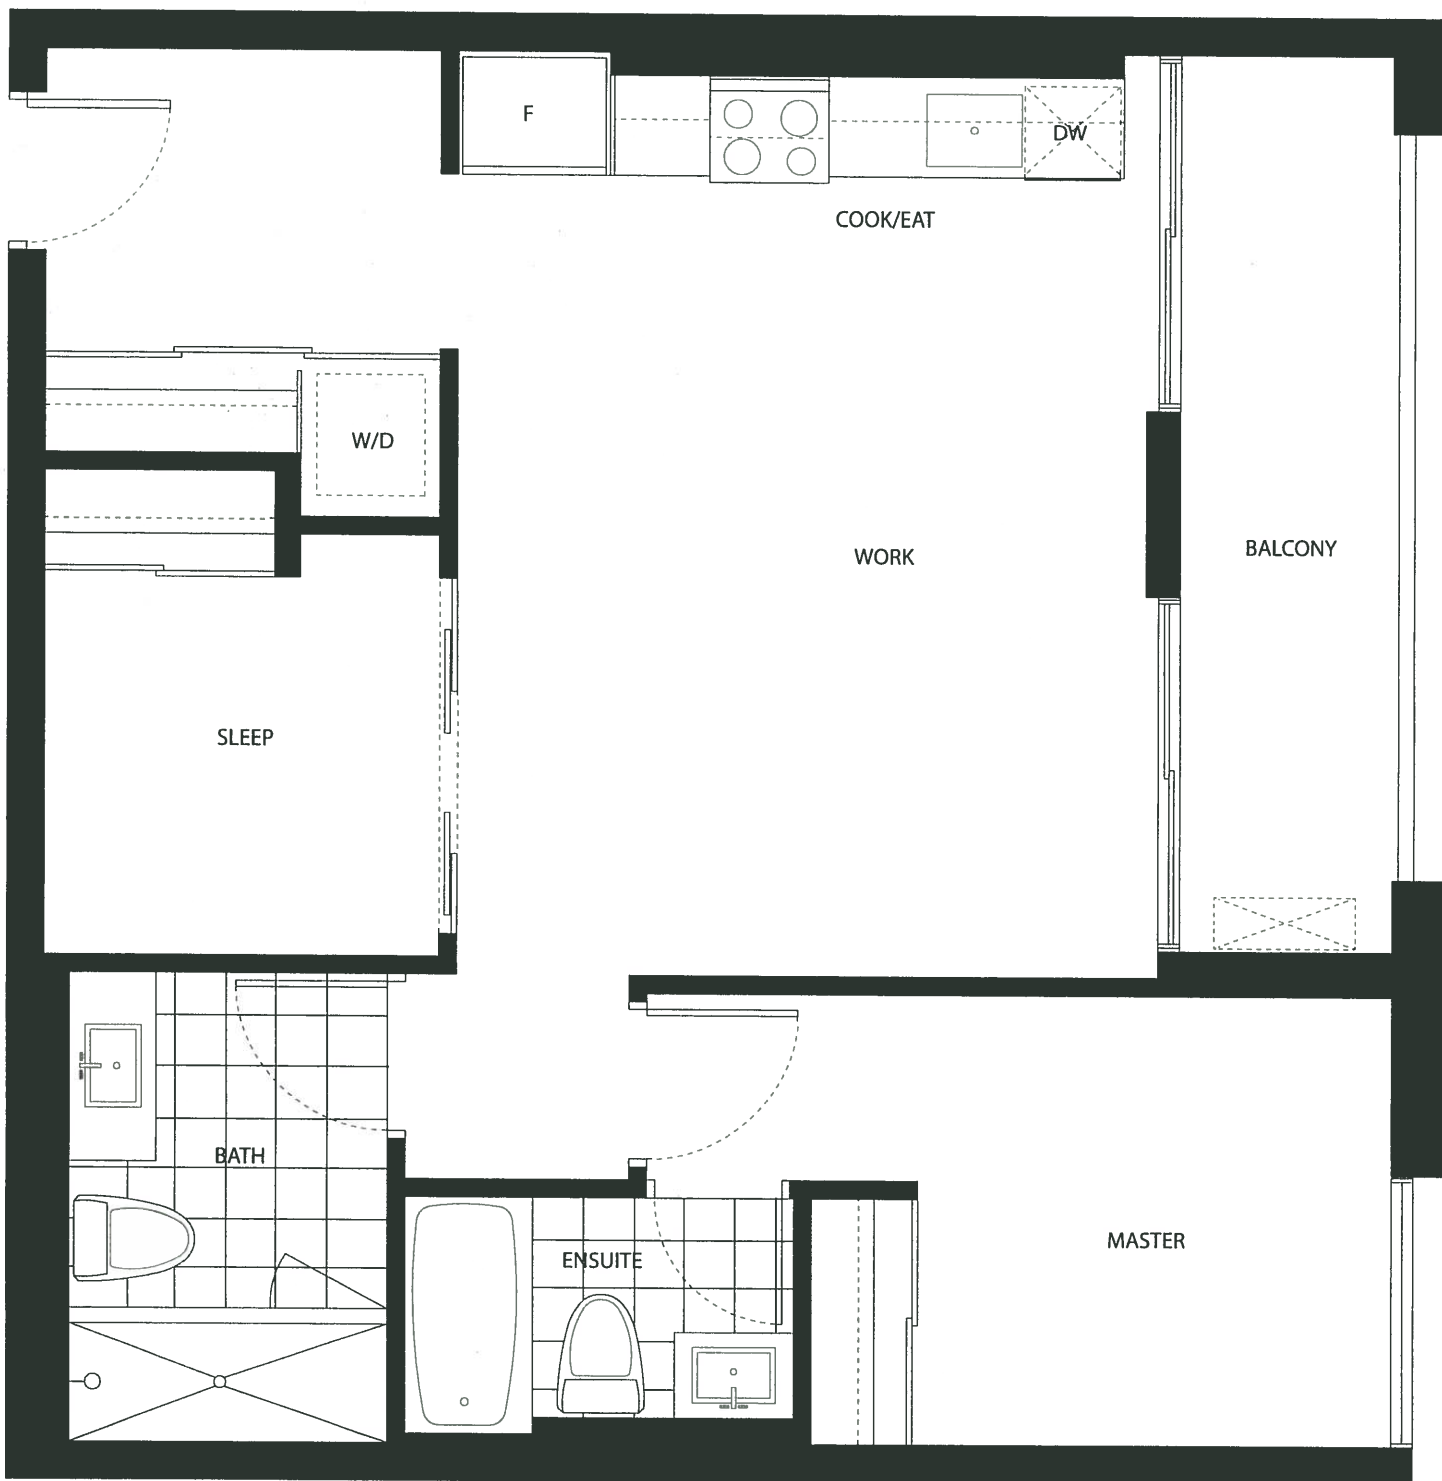 F
DW
COOK/EAT
W/D
WORK
BALCONY
SLEEP
BATH
MASTER
ENSUITE